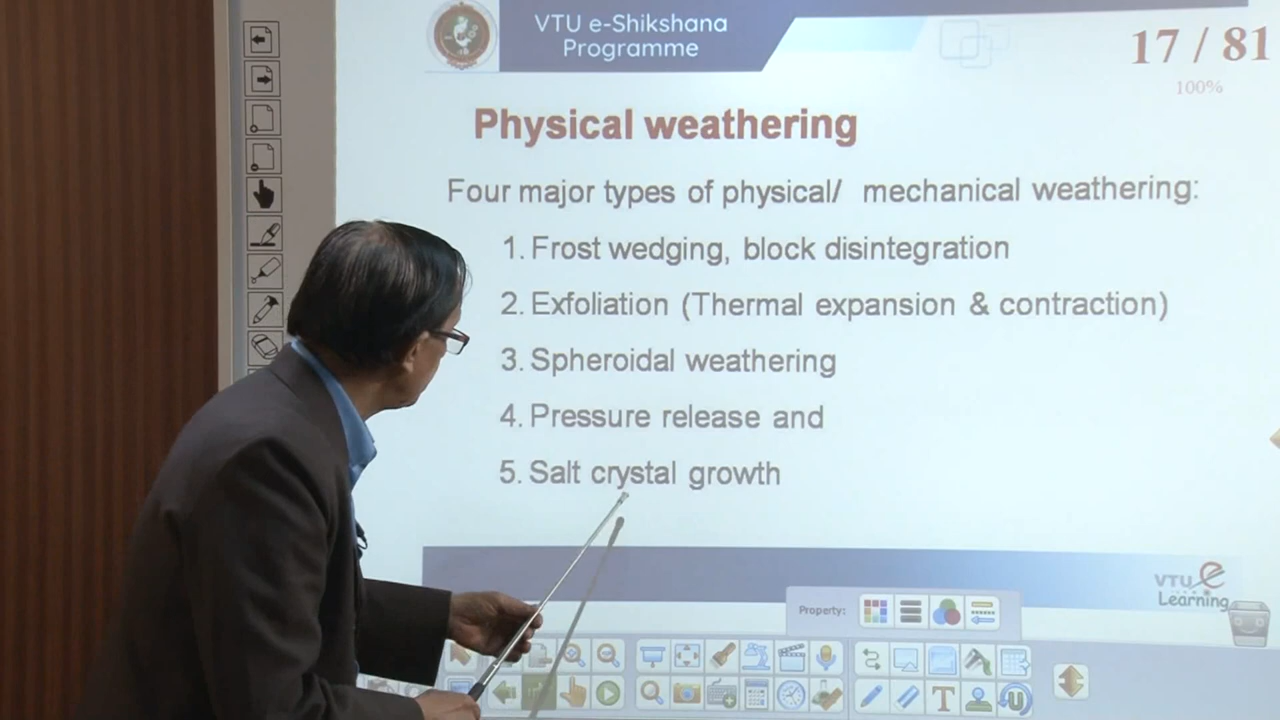 VTU e-Shikshana
Programme
17 / 81
100%
Physical weathering
Four major types of physical/ mechanical weathering:
1. Frost wedging, block disintegration
2. Exfoliation (Thermal expansion & contraction)
3. Spheroidal weathering
4. Pressure release and
5. Salt crystal growth
VTU e
Learning
Property:
T